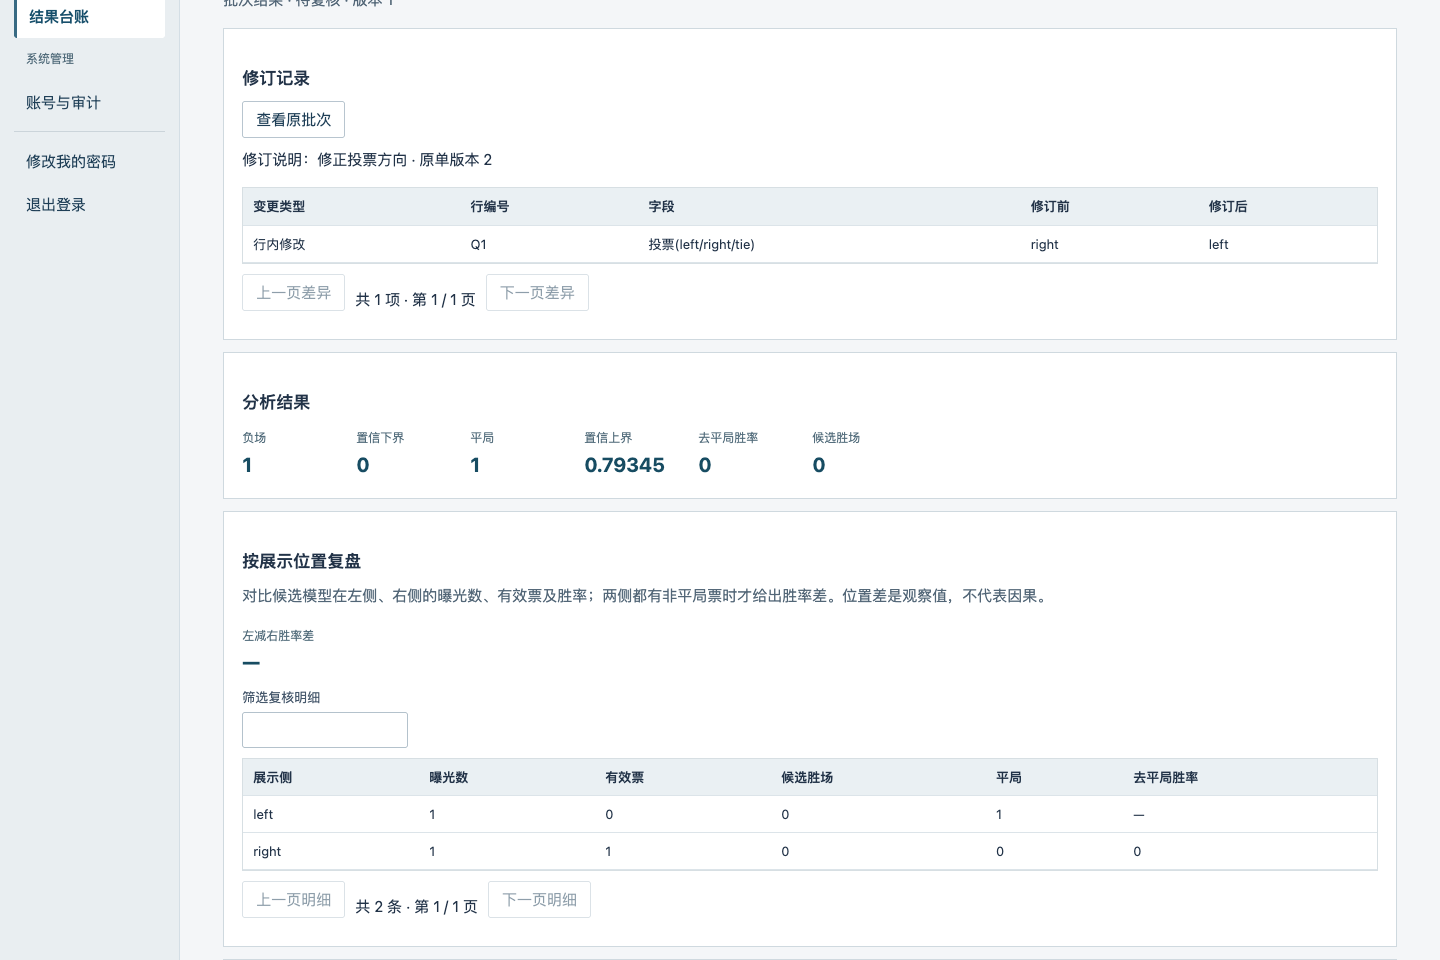 结果台账
系统管理
账号与审计
修改我的密码
退出登录
批次结果 · 待复核 · 版本 1
修订记录
查看原批次
修订说明：修正投票方向 · 原单版本 2
变更类型 行编号 字段 修订前 修订后
行内修改 Q1 投票(left/right/tie) right left
上一页差异 共 1 项 · 第 1 / 1 页 下一页差异
分析结果
负场 置信下界 平局 置信上界 去平局胜率 候选胜场
1 0 1 0.79345 0 0
按展示位置复盘
对比候选模型在左侧、右侧的曝光数、有效票及胜率；两侧都有非平局票时才给出胜率差。位置差是观察值，不代表因果。
左减右胜率差
—
筛选复核明细
展示侧 曝光数 有效票 候选胜场 平局 去平局胜率
left 1 0 0 1 —
right 1 1 0 0 0
上一页明细 共 2 条 · 第 1 / 1 页 下一页明细